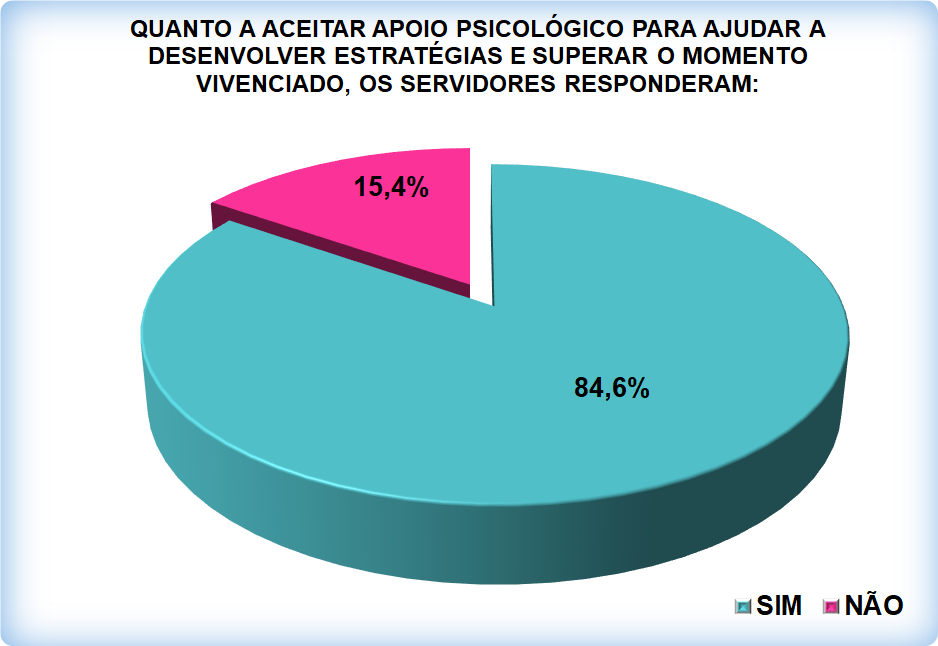 QUANTO A ACEITAR APOIO PSICOLÓGICO PARA AJUDAR A
DESENVOLVER ESTRATÉGIAS E SUPERAR O MOMENTO
VIVENCIADO, OS SERVIDORES RESPONDERAM:
15,4%
84,6%
SIM NÃO